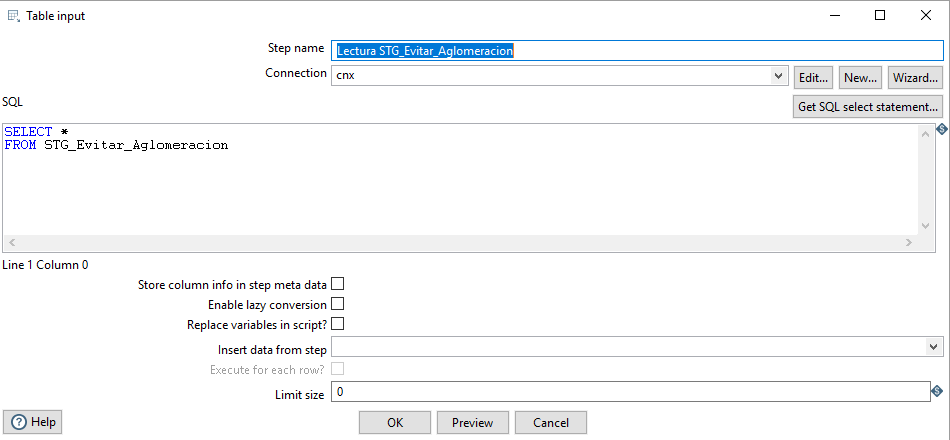 Table input
Step name Lectura STG_Evitar_Aglomeracion
Connection cnx Edit... New... Wizard...
SQL Get SQL select statement...
SELECT *
FROM STG_Evitar_Aglomeracion
Line 1 Column 0
Store column info in step meta data
Enable lazy conversion
Replace variables in script?
Insert data from step
Execute for each row?
Limit size 0
Help OK Preview Cancel